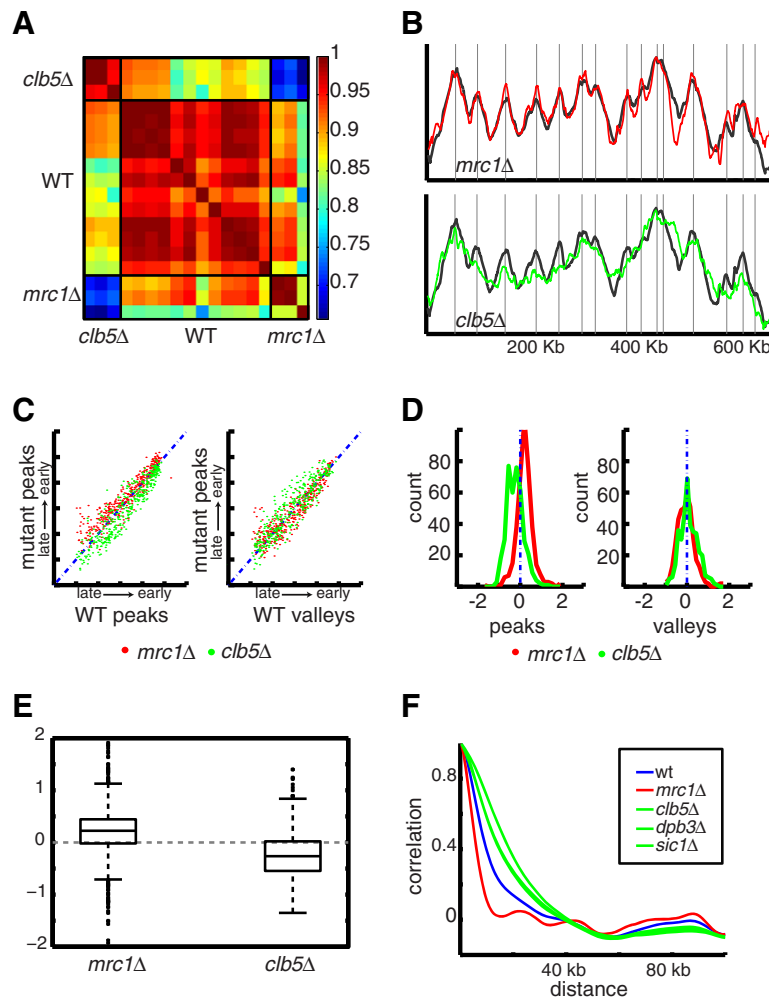 A
clb5Δ
WT
mrc1Δ
clb5Δ
WT
mrc1Δ
1
0.95
0.9
0.85
0.8
0.75
0.7
B
mrc1Δ
clb5Δ
200 Kb
400 Kb
600 Kb
C
mutant peaks
late → early
late → early
WT peaks
mutant peaks
late → early
late → early
WT valleys
mrc1Δ
clb5Δ
D
count
80
60
40
20
-2
0
2
peaks
count
80
60
40
20
-2
0
2
valleys
mrc1Δ
clb5Δ
E
2
1
0
−1
−2
mrc1Δ
clb5Δ
F
correlation
0.8
0.4
0
40 kb
80 kb
distance
wt
mrc1Δ
clb5Δ
dpb3Δ
sic1Δ